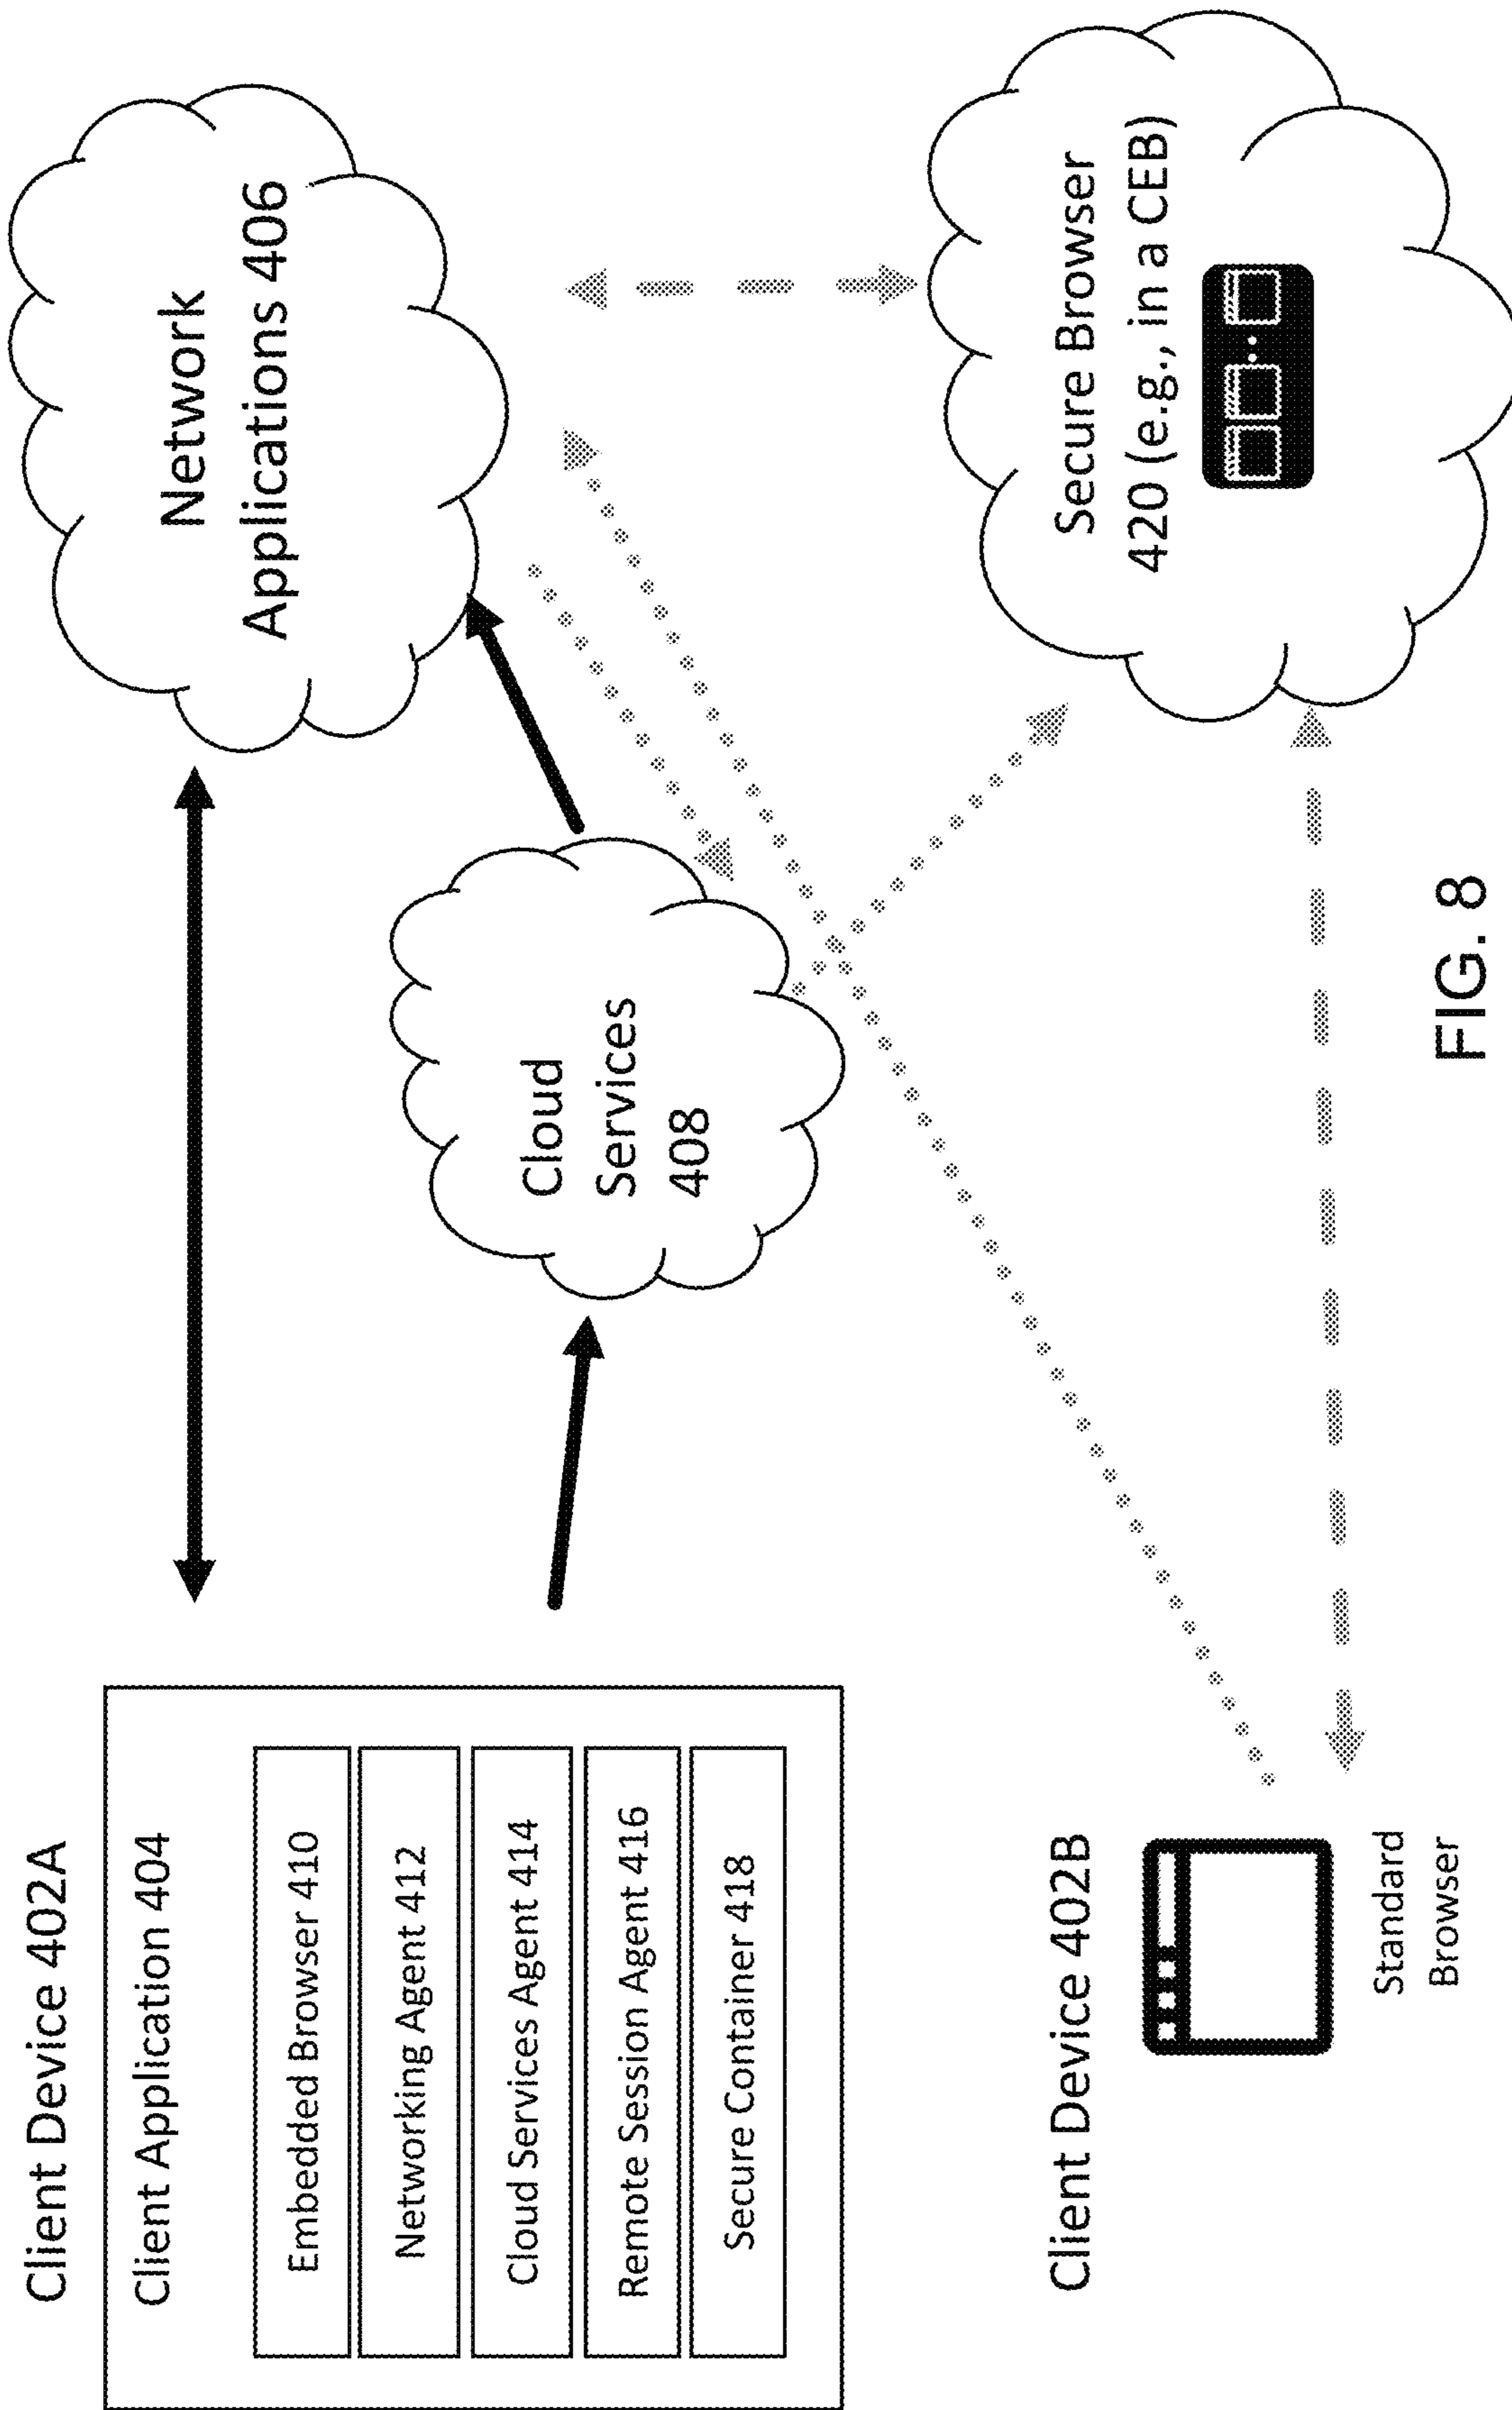 Client Device 402A
Client Application 404
Embedded Browser 410
Networking Agent 412
Cloud Services Agent 414
Remote Session Agent 416
Secure Container 418
Network
Applications 406
Cloud
Services
408
Client Device 402B
Standard
Browser
Secure Browser
420 (e.g., in a CEB)
FIG. 8